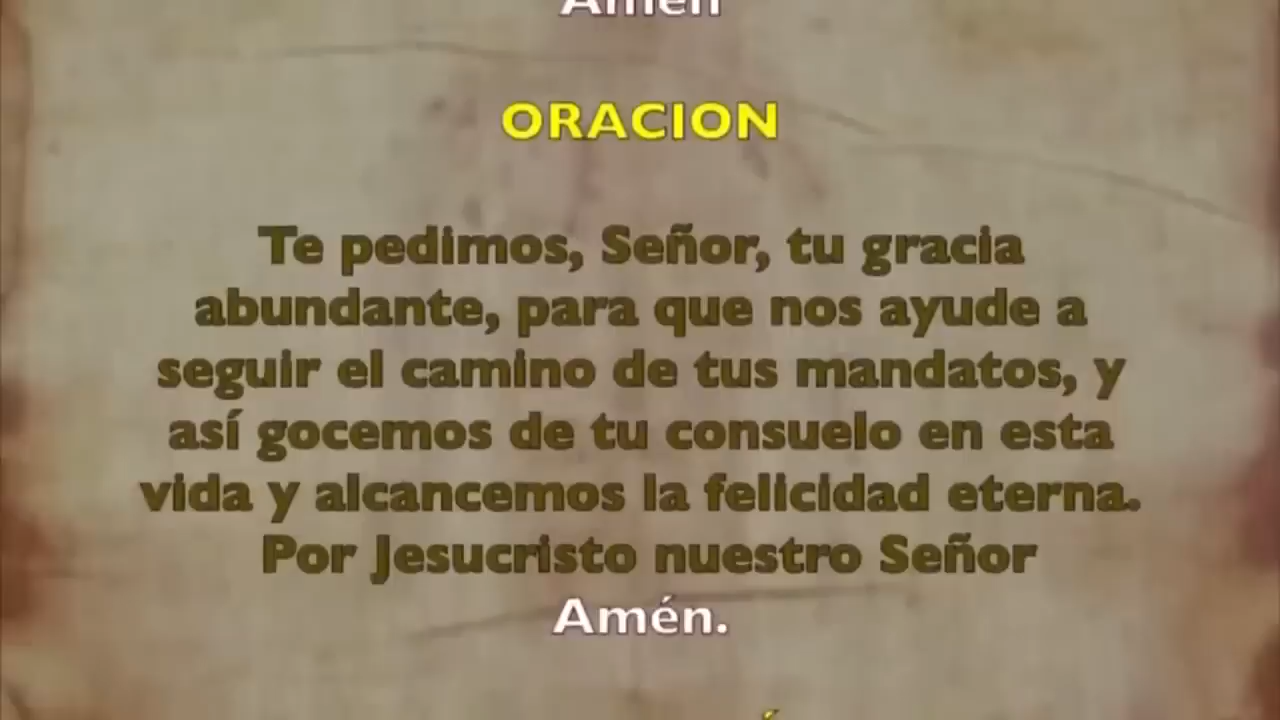 Amén
ORACION
Te pedimos, Señor, tu gracia
abundante, para que nos ayude a
seguir el camino de tus mandatos, y
así gocemos de tu consuelo en esta
vida y alcancemos la felicidad eterna.
Por Jesucristo nuestro Señor
Amén.